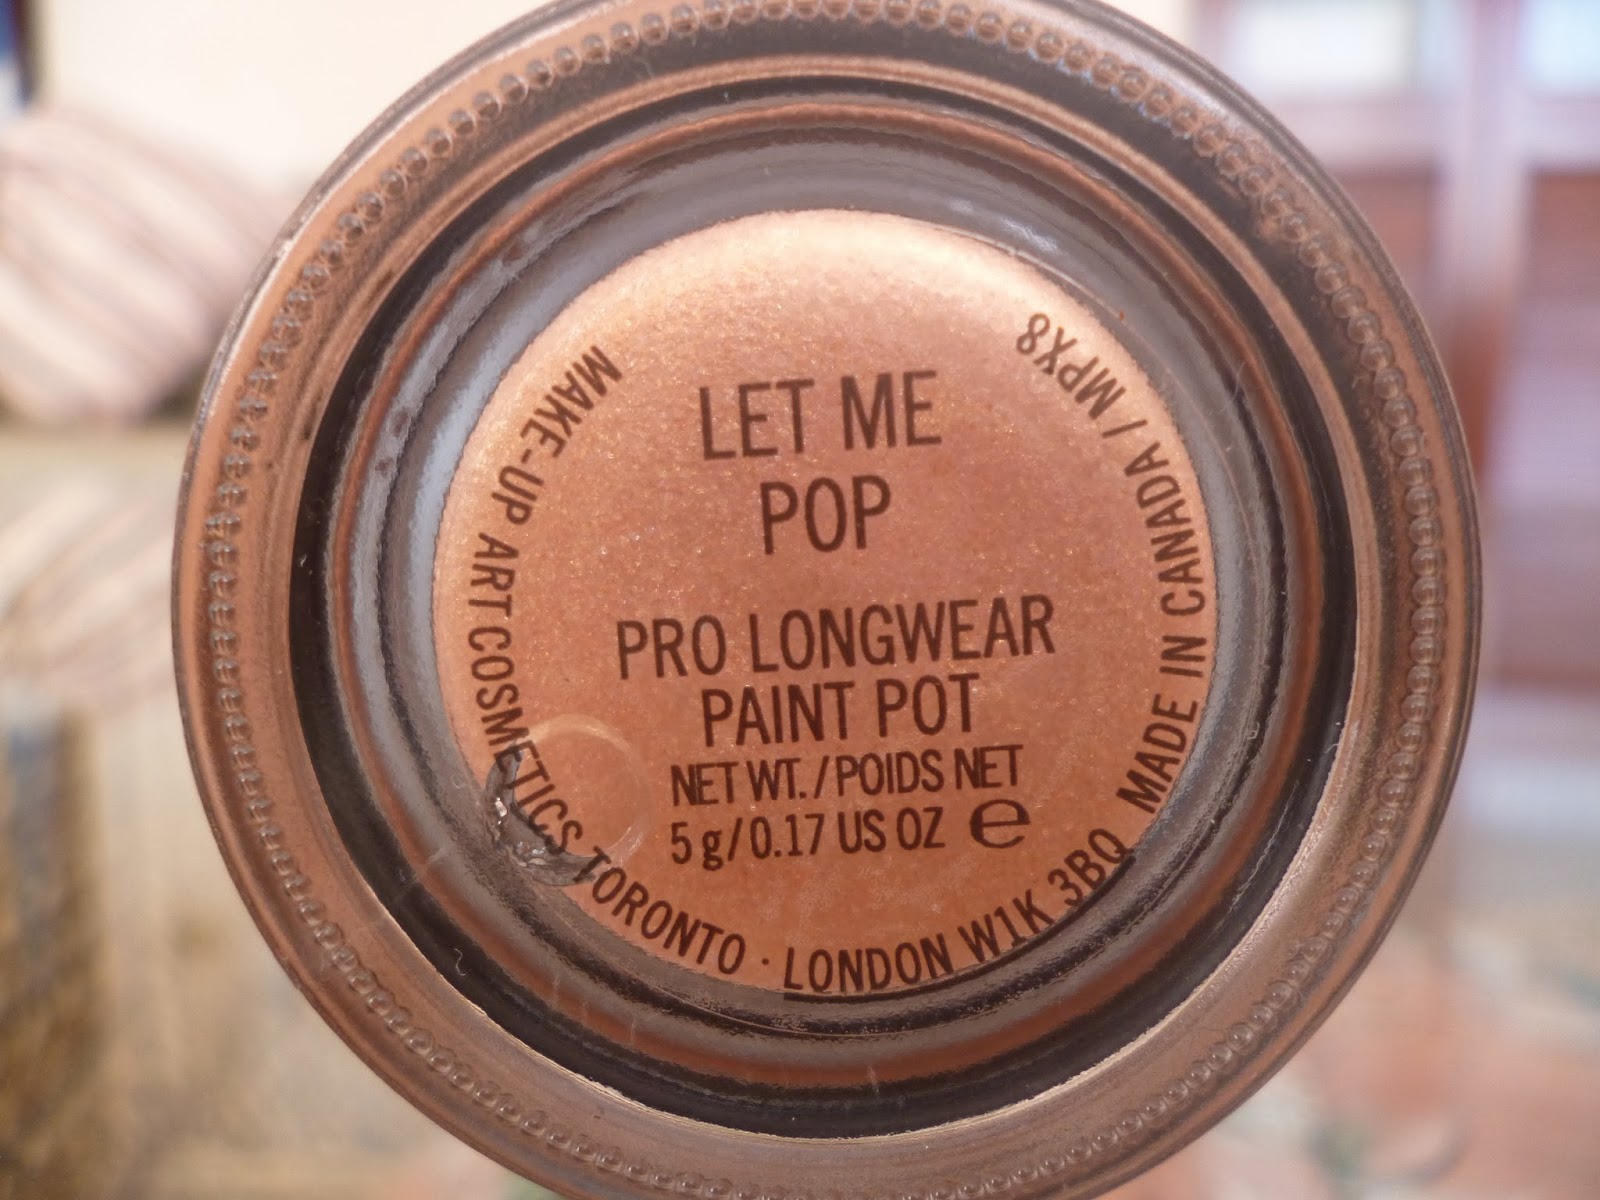 LET ME
POP
PRO LONGWEAR
PAINT POT
NET WT./POIDS NET
5 g/0.17 US OZ e
MAKE-UP ART COSMETICS TORONTO · LONDON W1K 3BQ MADE IN CANADA / MPX8